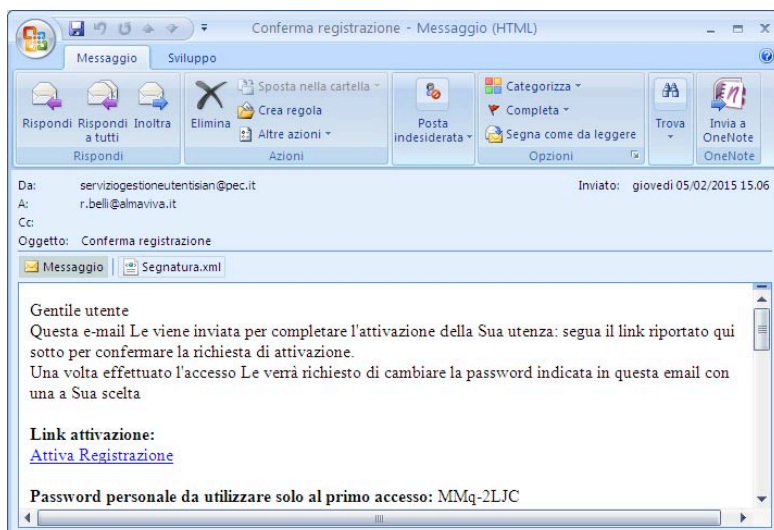 Conferma registrazione - Messaggio (HTML)
Messaggio Sviluppo
Rispondi Rispondi a tutti Inoltra
Rispondi
Elimina
Sposta nella cartella
Crea regola
Altre azioni
Azioni
Posta indesiderata
Categorizza
Completa
Segna come da leggere
Opzioni
Trova
Invia a OneNote
OneNote
Da: serviziogestioneutentisian@pec.it Inviato: giovedì 05/02/2015 15.06
A: r.belli@almaviva.it
Cc:
Oggetto: Conferma registrazione
Messaggio Segnatura.xml
Gentile utente
Questa e-mail Le viene inviata per completare l'attivazione della Sua utenza: segua il link riportato qui
sotto per confermare la richiesta di attivazione.
Una volta effettuato l'accesso Le verrà richiesto di cambiare la password indicata in questa email con
una a Sua scelta
Link attivazione:
Attiva Registrazione
Password personale da utilizzare solo al primo accesso: MMq-2LJC